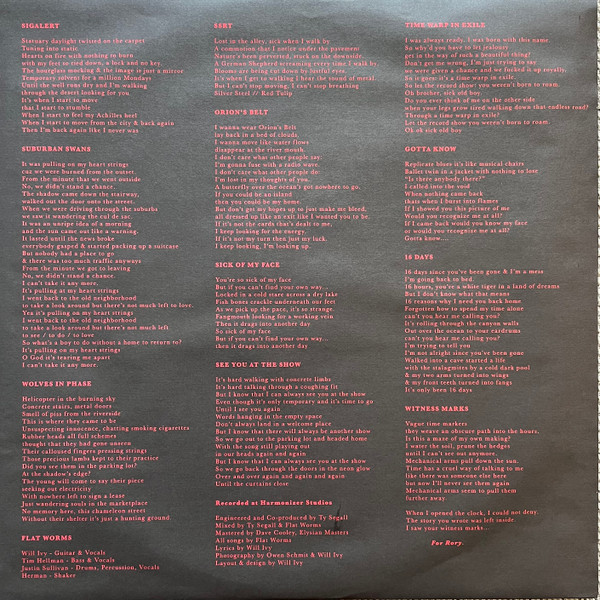 SIGALERT
Statuary daylight twisted on the carpet
Tuning into static
Hearts on fire with nothing to burn
with my feet to the ground, a lock and no key.
The hourglass mocking & the image is just a mirror
Temporary solvent for a million Mondays
Until the well runs dry and I'm walking
through the desert looking for you.
It's when I start to move
that I start to stumble
When I start to feel my Achilles heel
When I start to move from the city & back again
Then I'm back again like I never was
SUBURBAN SWANS
It was pulling on my heart strings
cuz we were burned from the outset.
From the minute that we went outside
No, we didn't stand a chance.
The shadow came down the stairway,
walked out the door onto the street.
When we were driving through the suburbs
we saw it wandering the cul de sac.
It was an unripe idea of a morning
and the sun came out like a warning.
It lasted until the news broke
everybody gasped & started packing up a suitcase
But nobody had a place to go
& there was too much traffic anyways
From the minute we got to leaving
No, we didn't stand a chance.
I can't take it any more.
It's pulling at my heart strings
I went back to the old neighborhood
to take a look around but there's not much left to love.
Yea it's pulling on my heart strings
I went back to the old neighborhood
to take a look around but there's not much left
to see / to do / to love
So what's a boy to do without a home to return to?
It's pulling on my heart strings
O God it's tearing me apart
I can't take it any more.
WOLVES IN PHASE
Helicopter in the burning sky
Concrete stairs, metal doors
Smell of piss from the riverside
This is where they came to be
Unsuspecting innocence, chatting smoking cigarettes
Rubber heads all full schemes
thought that they had gone unseen
Their calloused fingers pressing strings
Those precious lambs kept to their practice
Did you see them in the parking lot?
At the shadow's edge?
The young will come to say their piece
seeking out electricity
With nowhere left to sign a lease
Just wandering souls in the marketplace
No memory here, this chameleon street
Without their shelter it's just a hunting ground.
FLAT WORMS
Will Ivy - Guitar & Vocals
Tim Hellman - Bass & Vocals
Justin Sullivan - Drums, Percussion, Vocals
Herman - Shaker
SSRT
Lost in the alley, sick when I walk by
A commotion that I notice under the pavement
Nature's been perverted, stuck on the downside.
A German Shepherd screaming every time I walk by.
Blooms are being cut down by lustful eyes.
It's when I get to walking I hear the sound of metal.
But I can't stop moving, I can't stop breathing
Silver Steel // Red Tulip
ORION'S BELT
I wanna wear Orion's Belt
lay back in a bed of clouds,
I wanna move like water flows
disappear at the river mouth.
I don't care what other people say.
I'm gonna fuse with a radio wave.
I don't care what other people do
I'm lost in my thoughts of you.
A butterfly over the ocean's got nowhere to go.
If you could be an island
then you could be my home.
But don't get my hopes up to just make me bleed,
all dressed up like an exit like I wanted you to be.
If it's not the cards that's dealt to me,
I keep looking for the energy.
If it's not my turn then just my luck.
I keep looking, I'm looking up.
SICK OF MY FACE
You're so sick of my face
But if you can't find your own way...
Locked in a cold stare across a dry lake
Fish bones crackle underneath our feet
As we pick up the pace, it's so strange.
Fangmouth looking for a working vein
Then it drags into another day
So sick of my face
But if you can't find your own way...
then it drags into another day
SEE YOU AT THE SHOW
It's hard walking with concrete limbs
It's hard talking through a coughing fit
But I know that I can always see you at the show
Even though it's only temporary and it's time to go
Until I see you again
Words hanging in the empty space
Don't always land in a welcome place
But I know that there will always be another show
So we go out to the parking lot and headed home
With the song still playing out
in our heads again and again
But I know that I can always see you at the show
So we go back through the doors in the neon glow
Over and over again and again and again
Until the curtains close
Recorded at Harmonizer Studios
Engineered and Co-produced by Ty Segall
Mixed by Ty Segall & Flat Worms
Mastered by Dave Cooley, Elysian Masters
All songs by Flat Worms
Lyrics by Will Ivy
Photography by Owen Schmit & Will Ivy
Layout & design by Will Ivy
TIME WARP IN EXILE
I was always ready, I was born with this name.
So why'd you have to let jealousy
get in the way of such a beautiful thing?
Don't get me wrong, I'm just trying to say
we were given a chance and we fucked it up royally.
So I guess it's a time warp in exile.
So let the record show you weren't born to roam.
Oh brother, sick old boy
Do you ever think of me on the other side
when your legs grow tired walking down that endless road?
Through a time warp in exile?
Let the record show you weren't born to roam.
Oh oh sick old boy
GOTTA KNOW
Replicate blues it's like musical chairs
Ballet twin in a jacket with nothing to love
"Is there anybody there?"
I called into the void
When nothing came back
thats when I burst into flames
If I showed you this picture of me
Would you recognize me at all?
If I came back would you know my face
or would you recognize me at all?
Gotta know....
16 DAYS
16 days since you've been gone & I'm a mess
I'm going back to bed.
16 hours, you're a white tiger in a land of dreams
But I don't know what that means
16 reasons why I need you back home
Forgotten how to spend my time alone
can't you hear me calling you?
It's rolling through the canyon walls
Out over the ocean to your eardrums
can't you hear me calling you?
I'm trying to tell you
I'm not alright since you've been gone
Walked into a cave started a life
with the stalagmites by a cold dark pool
& my two arms turned into wings
& my front teeth turned into fangs
It's only been 16 days
WITNESS MARKS
Vague time markers
they weave an obscure path into the hours.
Is this a maze of my own making?
I water the soil, prune the hedges
until I can't see out anymore.
Mechanical arms pull down the sun.
Time has a cruel way of talking to me
like there was someone else here
but now I'll never see them again
Mechanical arms seem to pull them
further away.
When I opened the clock, I could not deny.
The story you wrote was left inside.
I saw your witness marks...
For Rory.